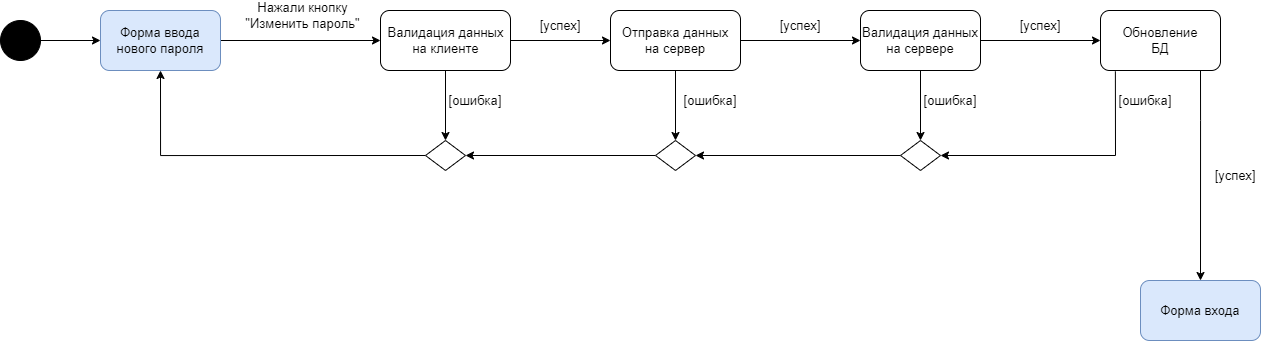 Форма ввода
нового пароля
Нажали кнопку
"Изменить пароль"
Валидация данных
на клиенте
[успех]
Отправка данных
на сервер
[успех]
Валидация данных
на сервере
[успех]
Обновление
БД
[ошибка]
[ошибка]
[ошибка]
[ошибка]
[успех]
Форма входа